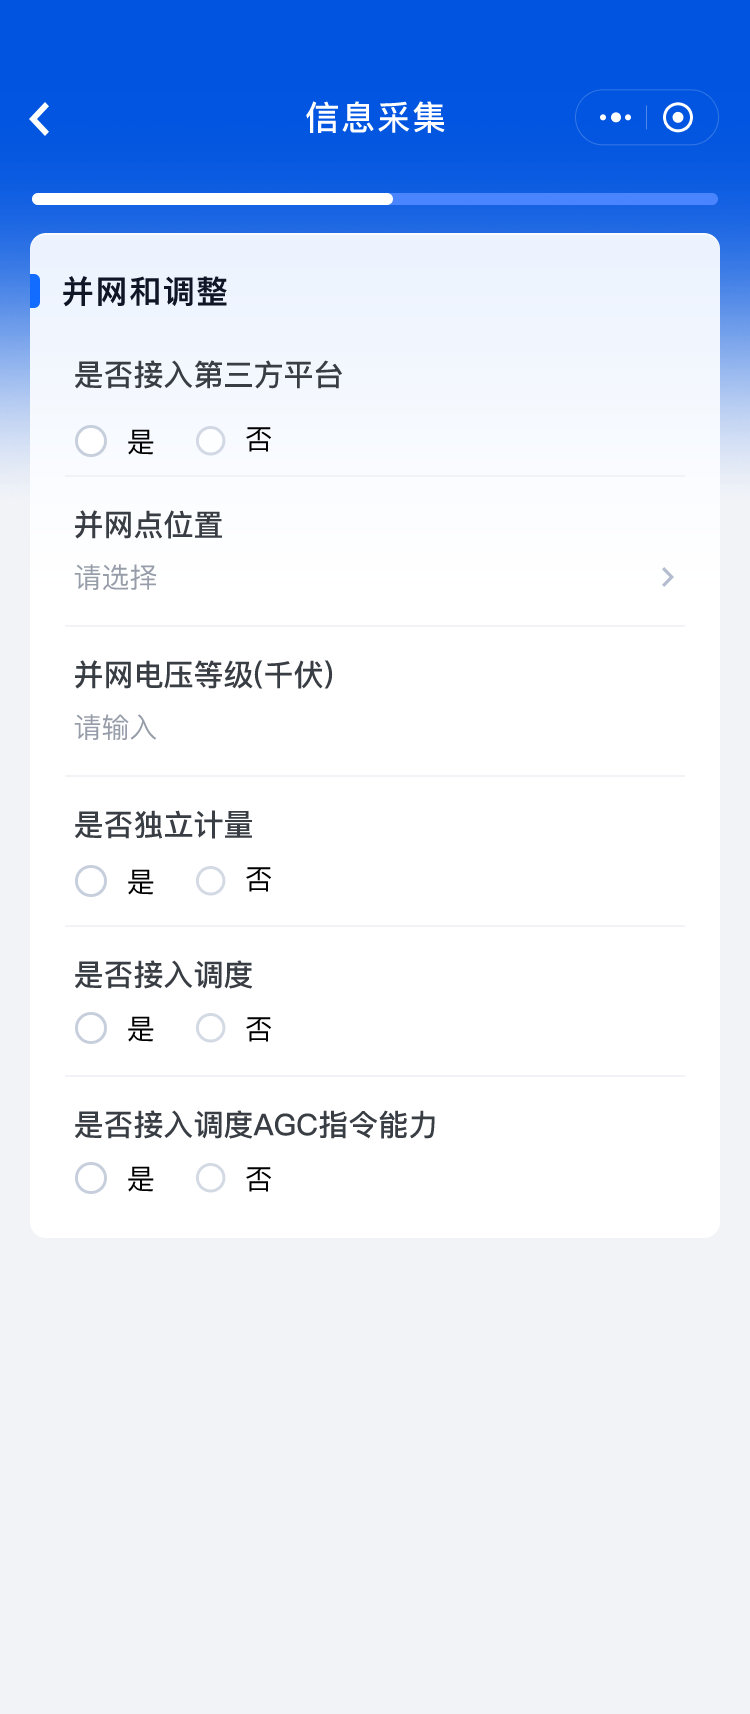 信息采集
并网和调整
是否接入第三方平台
是 否
并网点位置
请选择
并网电压等级(千伏)
请输入
是否独立计量
是 否
是否接入调度
是 否
是否接入调度AGC指令能力
是 否